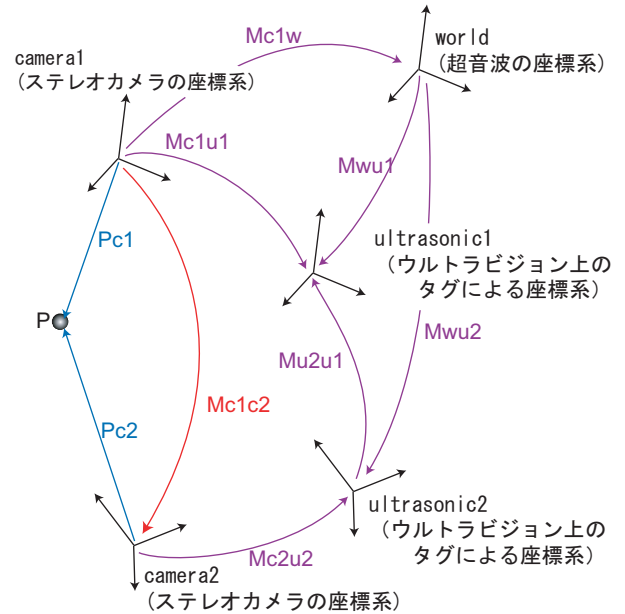 Mc1w
world
(超音波の座標系)
camera1
(ステレオカメラの座標系)
Mc1u1
Mwu1
ultrasonic1
(ウルトラビジョン上の
タグによる座標系)
Pc1
P
Mwu2
Mu2u1
Mc1c2
Pc2
ultrasonic2
(ウルトラビジョン上の
タグによる座標系)
Mc2u2
camera2
(ステレオカメラの座標系)